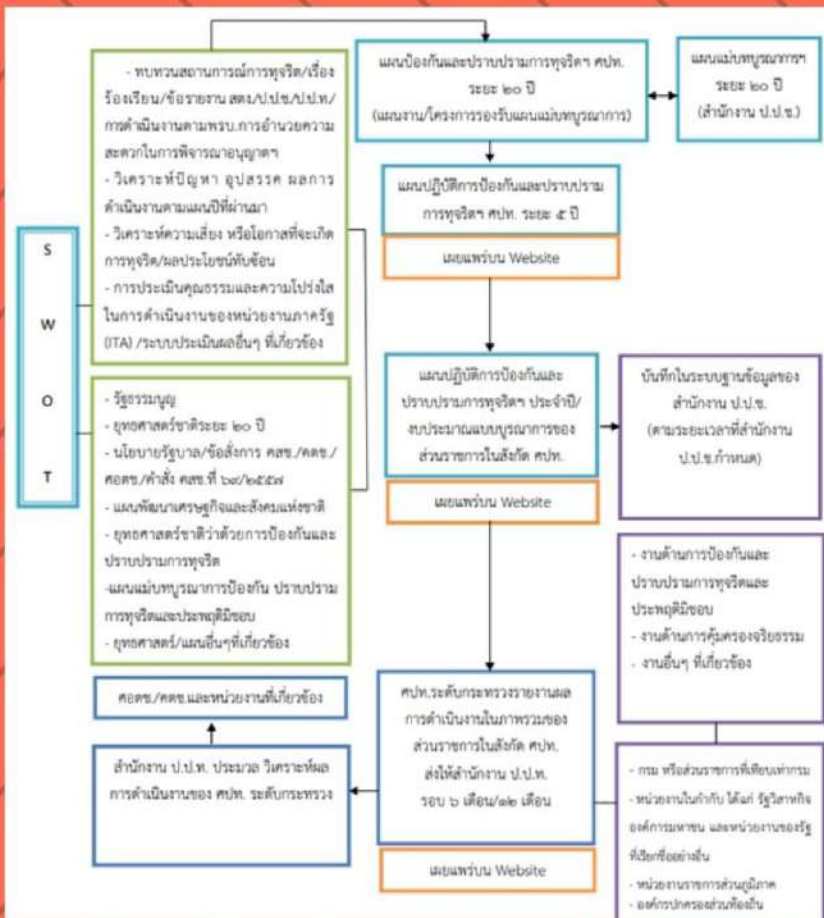 S
W
O
T
- ทบทวนสถานการณ์การทุจริต/เรื่อง
ร้องเรียน/ข้อรายงาน สตง./ป.ป.ช./ป.ป.ท./
การดำเนินงานตามพรบ.การอำนวยความ
สะดวกในการพิจารณาอนุญาตฯ
- วิเคราะห์ปัญหา อุปสรรค ผลการ
ดำเนินงานตามแผนปีที่ผ่านมา
- วิเคราะห์ความเสี่ยง หรือโอกาสที่จะเกิด
การทุจริต/ผลประโยชน์ทับซ้อน
- การประเมินคุณธรรมและความโปร่งใส
ในการดำเนินงานของหน่วยงานภาครัฐ
(ITA) /ระบบประเมินผลอื่นๆ ที่เกี่ยวข้อง
- รัฐธรรมนูญ
- ยุทธศาสตร์ชาติระยะ ๒๐ ปี
- นโยบายรัฐบาล/ข้อสั่งการ คสช./คตช./
ศอตช./คำสั่ง คสช.ที่ ๖๙/๒๕๕๗
- แผนพัฒนาเศรษฐกิจและสังคมแห่งชาติ
- ยุทธศาสตร์ชาติว่าด้วยการป้องกันและ
ปราบปรามการทุจริต
-แผนแม่บทบูรณาการป้องกัน ปราบปราม
การทุจริตและประพฤติมิชอบ
- ยุทธศาสตร์/แผนอื่นๆที่เกี่ยวข้อง
แผนป้องกันและปราบปรามการทุจริตฯ ศปท.
ระยะ ๒๐ ปี
(แผนงาน/โครงการรองรับแผนแม่บทบูรณาการ)
แผนแม่บทบูรณาการฯ
ระยะ ๒๐ ปี
(สำนักงาน ป.ป.ช.)
แผนปฏิบัติการป้องกันและปราบปราม
การทุจริตฯ ศปท. ระยะ ๕ ปี
เผยแพร่บน Website
แผนปฏิบัติการป้องกันและ
ปราบปรามการทุจริตฯ ประจำปี/
งบประมาณแบบบูรณาการของ
ส่วนราชการในสังกัด ศปท.
เผยแพร่บน Website
บันทึกในระบบฐานข้อมูลของ
สำนักงาน ป.ป.ช.
(ตามระยะเวลาที่สำนักงาน
ป.ป.ช.กำหนด)
- งานด้านการป้องกันและ
ปราบปรามการทุจริตและ
ประพฤติมิชอบ
- งานด้านการคุ้มครองจริยธรรม
- งานอื่นๆ ที่เกี่ยวข้อง
ศปท.ระดับกระทรวงรายงานผล
การดำเนินงานในภาพรวมของ
ส่วนราชการในสังกัด ศปท.
ส่งให้สำนักงาน ป.ป.ท.
รอบ ๖ เดือน/๑๒ เดือน
เผยแพร่บน Website
- กรม หรือส่วนราชการที่เทียบเท่ากรม
- หน่วยงานในกำกับ ได้แก่ รัฐวิสาหกิจ
องค์การมหาชน และหน่วยงานของรัฐ
ที่เรียกชื่ออย่างอื่น
- หน่วยงานราชการส่วนภูมิภาค
- องค์กรปกครองส่วนท้องถิ่น
สำนักงาน ป.ป.ท. ประมวล วิเคราะห์ผล
การดำเนินงานของ ศปท. ระดับกระทรวง
ศอตช./คตช.และหน่วยงานที่เกี่ยวข้อง